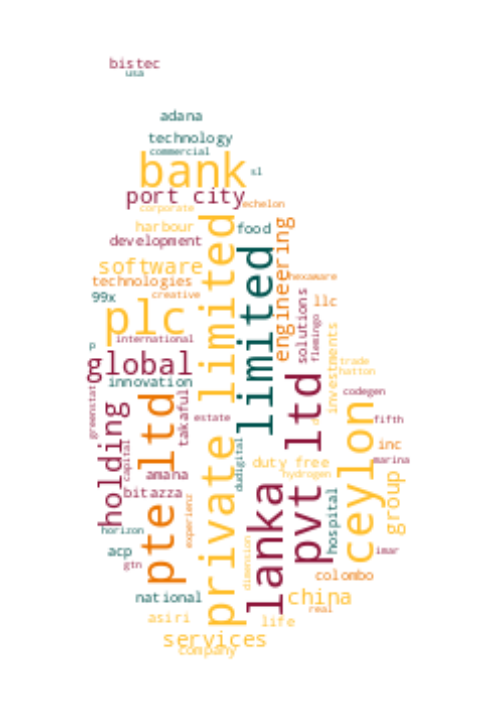 bistec
usa
adana
technology
commercial
bank
sl
port city
corporate
echelon
harbour
food
development
private limited
limited
engineering
software
technologies
hexaware
creative
99x
solutions
llc
plc
international
flemingo
investments
p
global
trade
hatton
innovation
greenstat
codegen
pte ltd
takaful
pvt ltd
ceylon
holding
capital
estate
fifth
dudigital
inc
duty free
marina
amana
hydrogen
group
bitazza
lanka
hospital
experienz
horizon
acp
dimension
imar
gtn
colombo
national
china
real
asiri
life
services
company